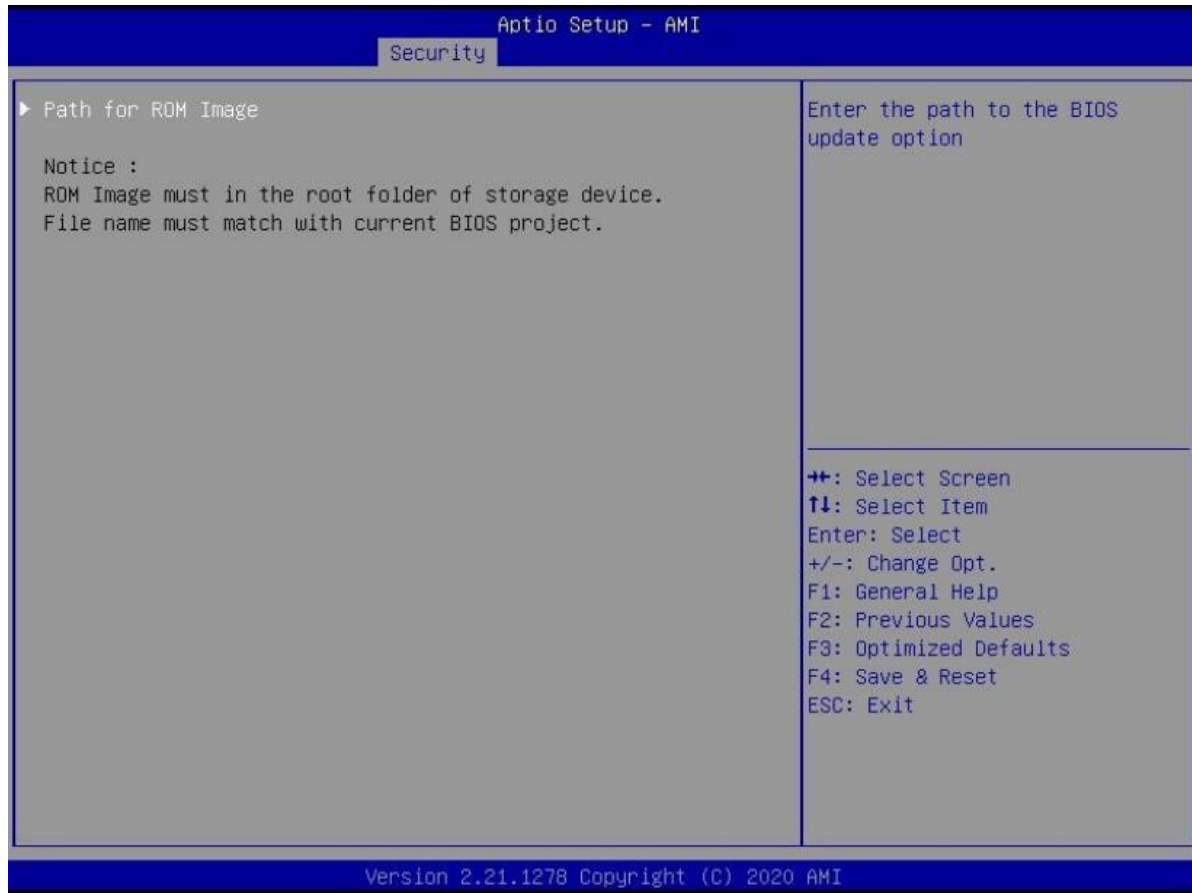 Aptio Setup – AMI
Security
▶ Path for ROM Image
Notice :
ROM Image must in the root folder of storage device.
File name must match with current BIOS project.
Enter the path to the BIOS
update option
→←: Select Screen
↑↓: Select Item
Enter: Select
+/-: Change Opt.
F1: General Help
F2: Previous Values
F3: Optimized Defaults
F4: Save & Reset
ESC: Exit
Version 2.21.1278 Copyright (C) 2020 AMI